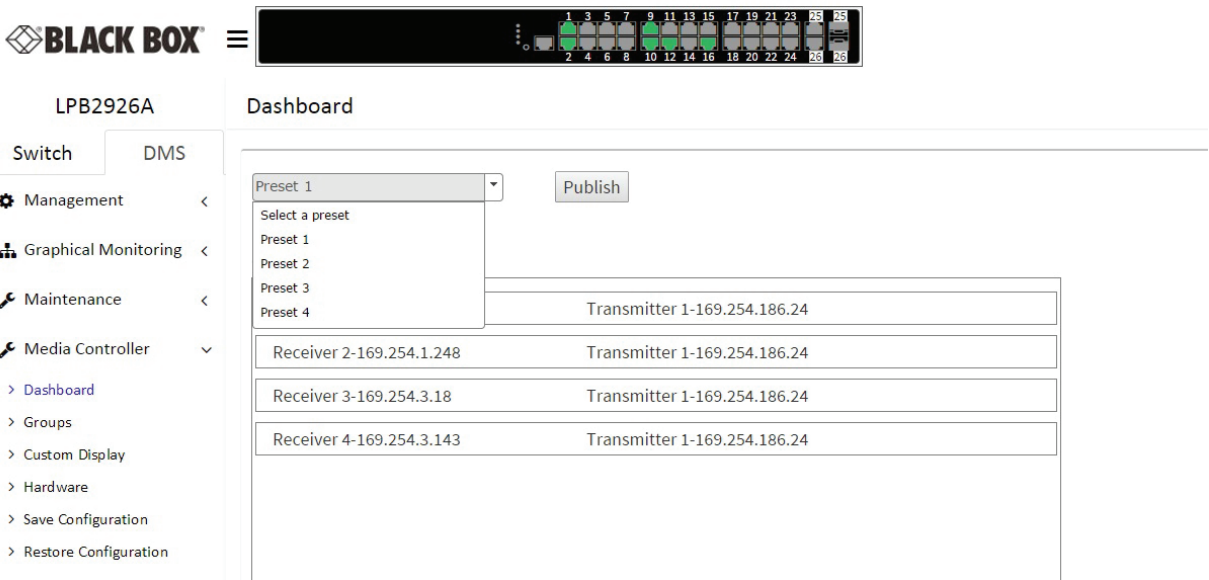 BLACK BOX®
1 3 5 7 9 11 13 15 17 19 21 23 25 25
2 4 6 8 10 12 14 16 18 20 22 24 26 26
LPB2926A
Dashboard
Switch
DMS
Preset 1
Publish
Select a preset
Preset 1
Preset 2
Preset 3
Preset 4
Management
Graphical Monitoring
Maintenance
Media Controller
Dashboard
Groups
Custom Display
Hardware
Save Configuration
Restore Configuration
Transmitter 1-169.254.186.24
Receiver 2-169.254.1.248 Transmitter 1-169.254.186.24
Receiver 3-169.254.3.18 Transmitter 1-169.254.186.24
Receiver 4-169.254.3.143 Transmitter 1-169.254.186.24